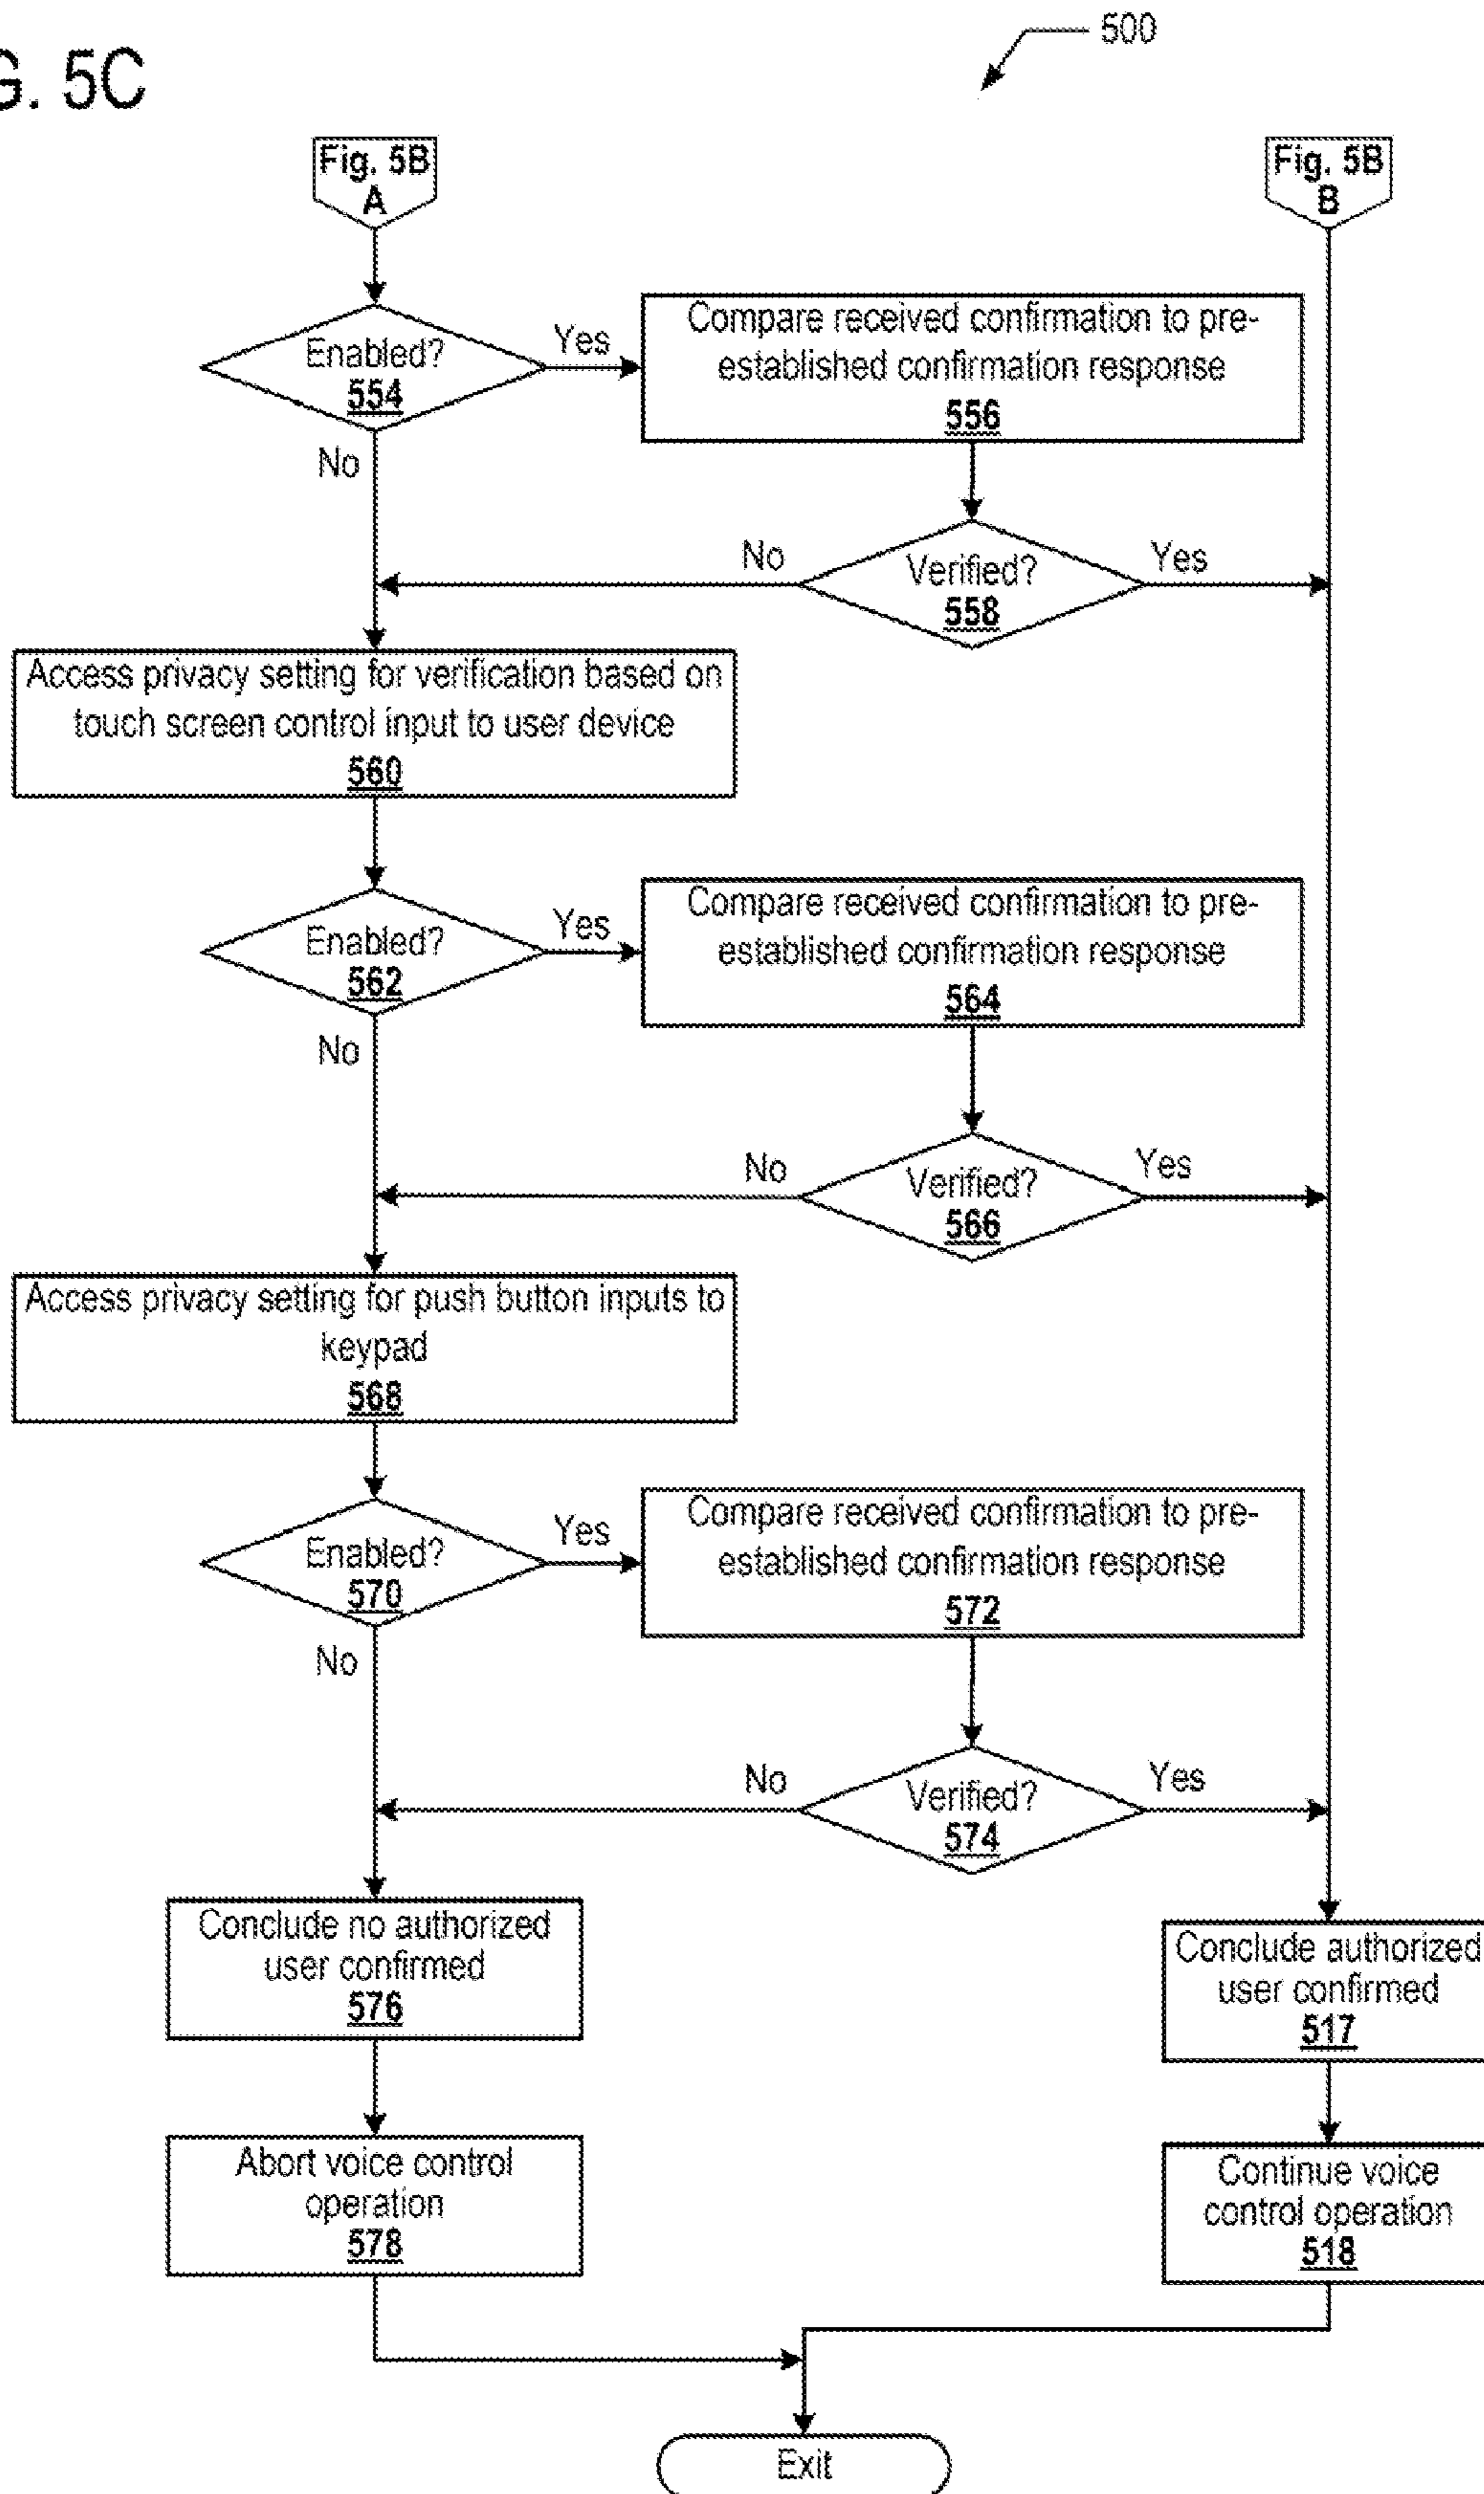 G. 5C
500
Fig. 5B
A
Fig. 5B
B
Enabled?
554
Yes
No
Compare received confirmation to pre-
established confirmation response
556
Verified?
558
No
Yes
Access privacy setting for verification based on
touch screen control input to user device
560
Enabled?
562
Yes
No
Compare received confirmation to pre-
established confirmation response
564
Verified?
566
No
Yes
Access privacy setting for push button inputs to
keypad
568
Enabled?
570
Yes
No
Compare received confirmation to pre-
established confirmation response
572
Verified?
574
No
Yes
Conclude no authorized
user confirmed
576
Conclude authorized
user confirmed
517
Abort voice control
operation
578
Continue voice
control operation
518
Exit